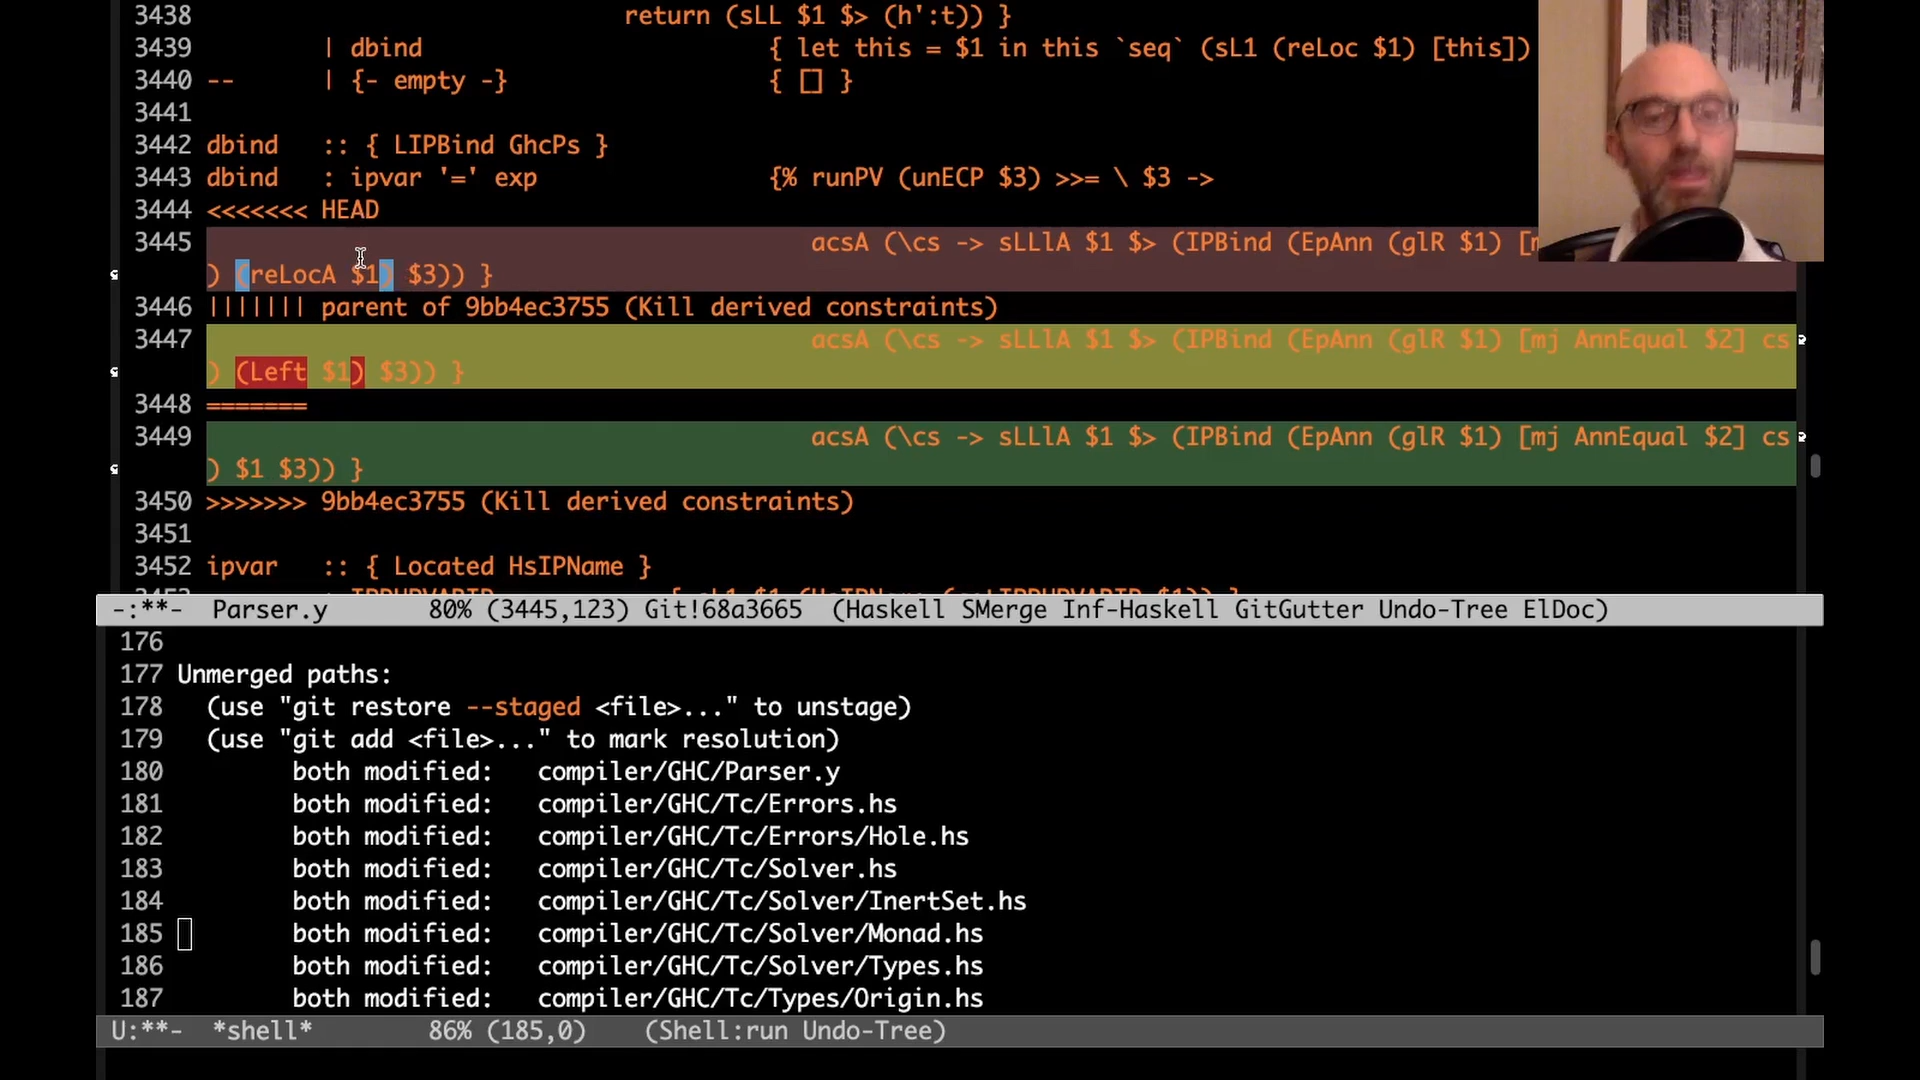 3438 return (sLL $1 $> (h':t)) }
3439 | dbind { let this = $1 in this `seq` (sL1 (reLoc $1) [this])
3440 -- | {- empty -} { [] }
3441
3442 dbind :: { LIPBind GhcPs }
3443 dbind : ipvar '=' exp {% runPV (unECP $3) >>= \ $3 ->
3444 <<<<<<< HEAD
3445 acsA (\cs -> sLLlA $1 $> (IPBind (EpAnn (glR $1) [
) (reLocA $1) $3)) }
3446 ||||||| parent of 9bb4ec3755 (Kill derived constraints)
3447 acsA (\cs -> sLLlA $1 $> (IPBind (EpAnn (glR $1) [mj AnnEqual $2] cs
) (Left $1) $3)) }
3448 =======
3449 acsA (\cs -> sLLlA $1 $> (IPBind (EpAnn (glR $1) [mj AnnEqual $2] cs
) $1 $3)) }
3450 >>>>>>> 9bb4ec3755 (Kill derived constraints)
3451
3452 ipvar :: { Located HsIPName }
-:**- Parser.y 80% (3445,123) Git!68a3665 (Haskell SMerge Inf-Haskell GitGutter Undo-Tree ElDoc)
176
177 Unmerged paths:
178 (use "git restore --staged <file>..." to unstage)
179 (use "git add <file>..." to mark resolution)
180 both modified: compiler/GHC/Parser.y
181 both modified: compiler/GHC/Tc/Errors.hs
182 both modified: compiler/GHC/Tc/Errors/Hole.hs
183 both modified: compiler/GHC/Tc/Solver.hs
184 both modified: compiler/GHC/Tc/Solver/InertSet.hs
185 both modified: compiler/GHC/Tc/Solver/Monad.hs
186 both modified: compiler/GHC/Tc/Solver/Types.hs
187 both modified: compiler/GHC/Tc/Types/Origin.hs
U:**- *shell* 86% (185,0) (Shell:run Undo-Tree)